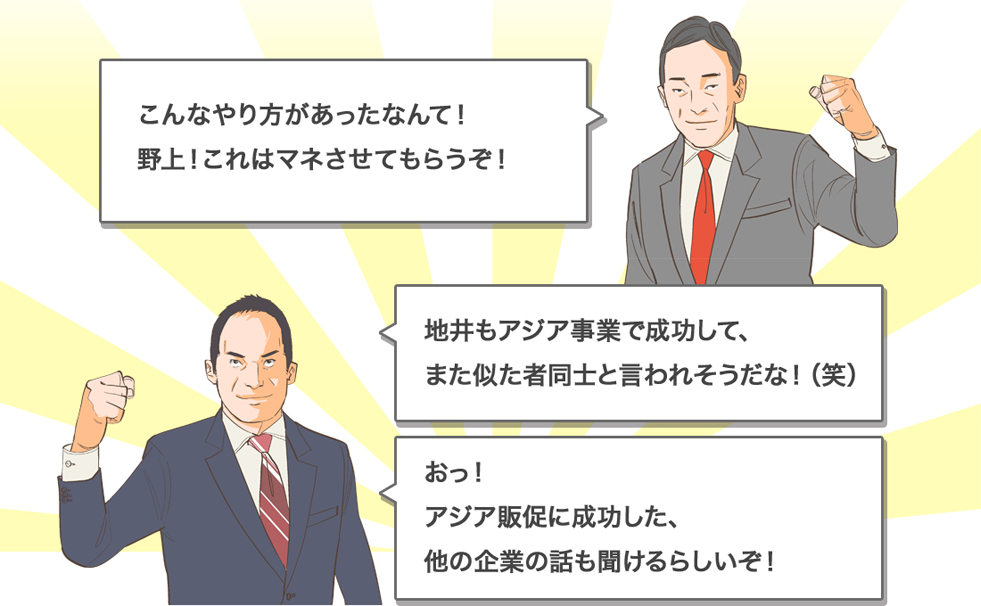 こんなやり方があったなんて！
野上！これはマネさせてもらうぞ！
地井もアジア事業で成功して、
また似た者同士と言われそうだな！（笑）
おっ！
アジア販促に成功した、
他の企業の話も聞けるらしいぞ！